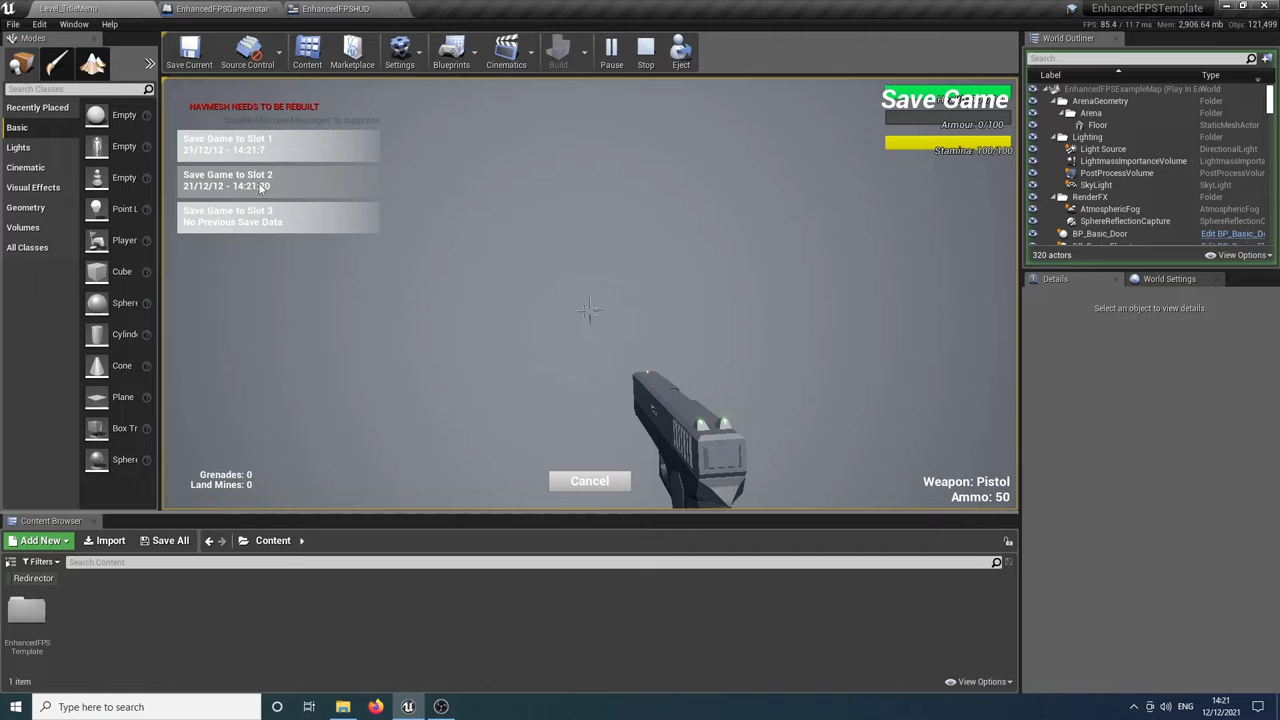 Level_TitleMenu
EnhancedFPSGameInstar
EnhancedFPSHUD
EnhancedFPSTemplate
File Edit Window Help
FPS: 85.4 / 11.7 ms Mem: 2,906.64 mb Objs: 121,499
Modes
Search Classes
Recently Played
Basic
Lights
Cinematic
Visual Effects
Geometry
Volumes
All Classes
Empty
Empty
Empty
Point L
Player
Cube
Sphere
Cylind
Cone
Plane
Box Tr
Sphere
Save Current
Source Control
Content
Marketplace
Settings
Blueprints
Cinematics
Build
Pause
Stop
Eject
NAVMESH NEEDS TO BE REBUILT
'DisableAllScreenMessages' to suppress
Save Game to Slot 1
21/12/12 - 14:21:7
Save Game to Slot 2
21/12/12 - 14:21:20
Save Game to Slot 3
No Previous Save Data
Save Game
Armour- 0/100
Stamina- 100/100
Grenades: 0
Land Mines: 0
Cancel
Weapon: Pistol
Ammo: 50
World Outliner
Search...
Label Type
EnhancedFPSExampleMap (Play In Ed World
ArenaGeometry Folder
Arena Folder
Floor StaticMeshActor
Lighting Folder
Light Source DirectionalLight
LightmassImportanceVolume LightmassImporta
PostProcessVolume PostProcessVolum
SkyLight SkyLight
RenderFX Folder
AtmosphericFog AtmosphericFog
SphereReflectionCapture SphereReflectionC
BP_Basic_Door Edit BP_Basic_D
320 actors View Options
Details
World Settings
Select an object to view details.
Content Browser
Add New Import Save All Content
Filters Search Content
Redirector
EnhancedFPS
Template
1 item View Options
Type here to search
ENG
14:21
12/12/2021